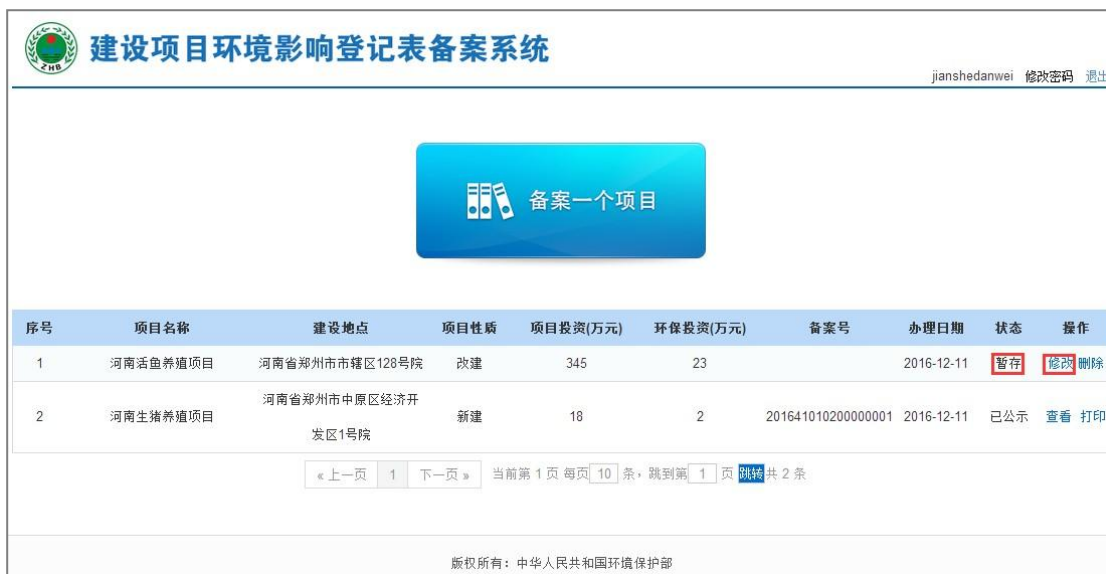 建设项目环境影响登记表备案系统
ZHB
jianshedanwei 修改密码 退出
备案一个项目
序号 项目名称 建设地点 项目性质 项目投资(万元) 环保投资(万元) 备案号 办理日期 状态 操作
1 河南活鱼养殖项目 河南省郑州市市辖区128号院 改建 345 23 2016-12-11 暂存 修改 删除
2 河南生猪养殖项目 河南省郑州市中原区经济开
发区1号院 新建 18 2 201641010200000001 2016-12-11 已公示 查看 打印
«上一页 1 下一页» 当前第 1 页 每页 10 条，跳到第 1 页 跳转 共 2 条
版权所有：中华人民共和国环境保护部